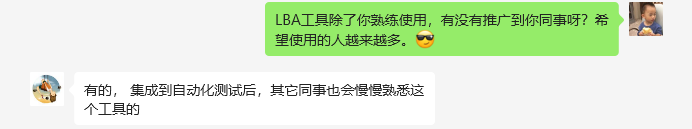 LBA工具除了你熟练使用，有没有推广到你同事呀？希
望使用的人越来越多。😎
有的， 集成到自动化测试后，其它同事也会慢慢熟悉这
个工具的